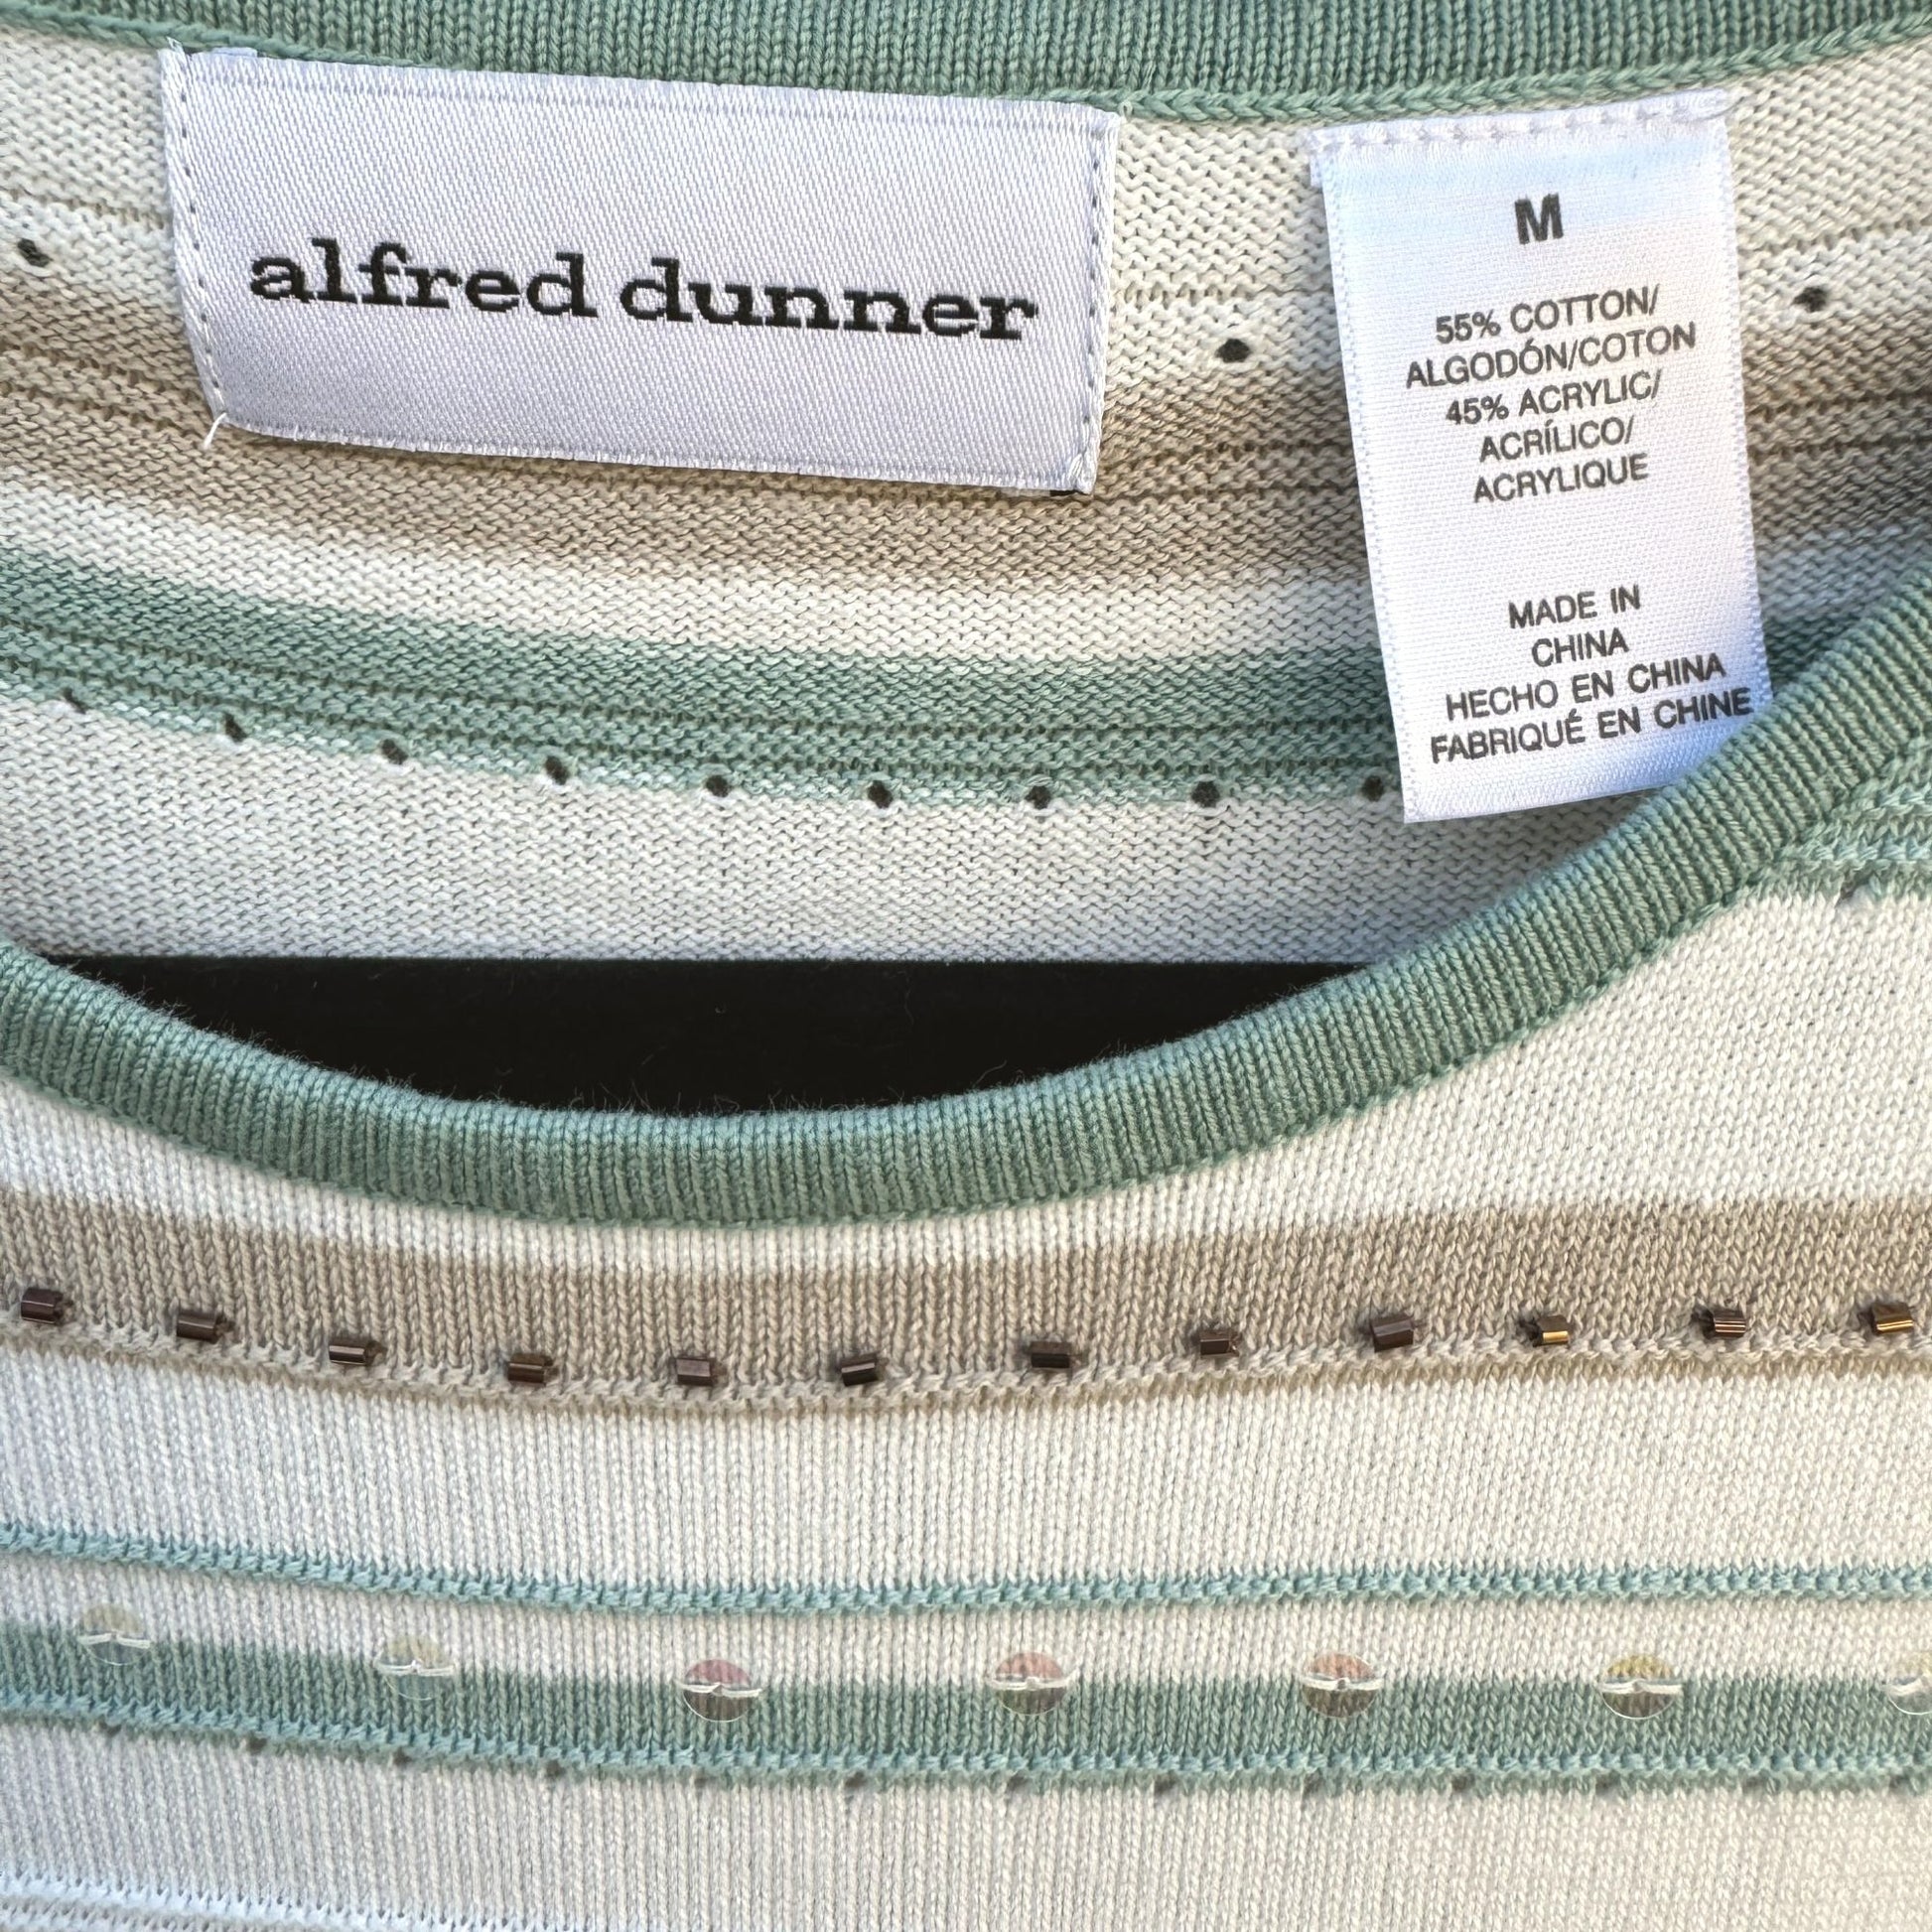 alfred dunner
M
55% COTTON/
ALGODÓN/COTON
45% ACRYLIC/
ACRÍLICO/
ACRYLIQUE
MADE IN
CHINA
HECHO EN CHINA
FABRIQUÉ EN CHINE